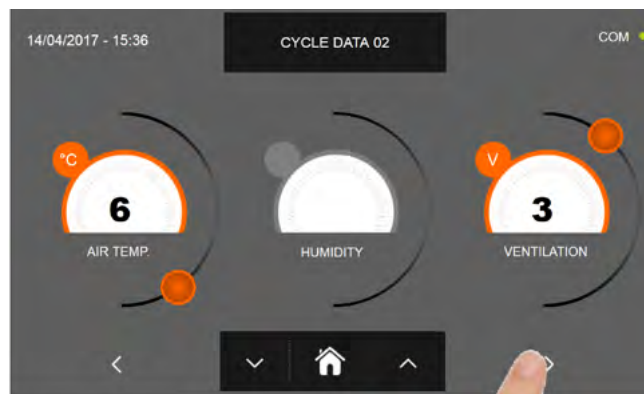 14/04/2017 - 15:36
CYCLE DATA 02
COM
°C
6
AIR TEMP.
HUMIDITY
V
3
VENTILATION